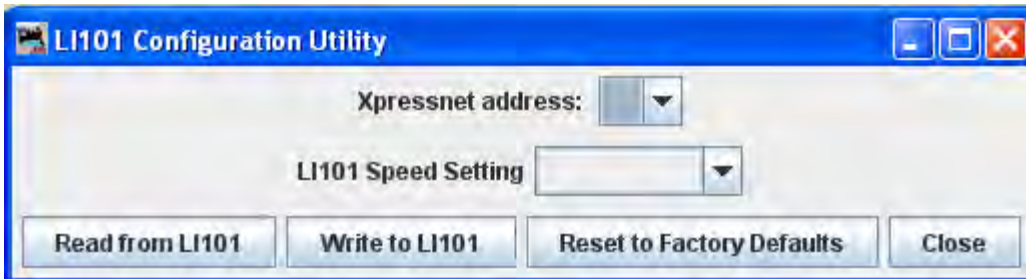 LI101 Configuration Utility
Xpressnet address:
LI101 Speed Setting
Read from LI101 Write to LI101 Reset to Factory Defaults Close